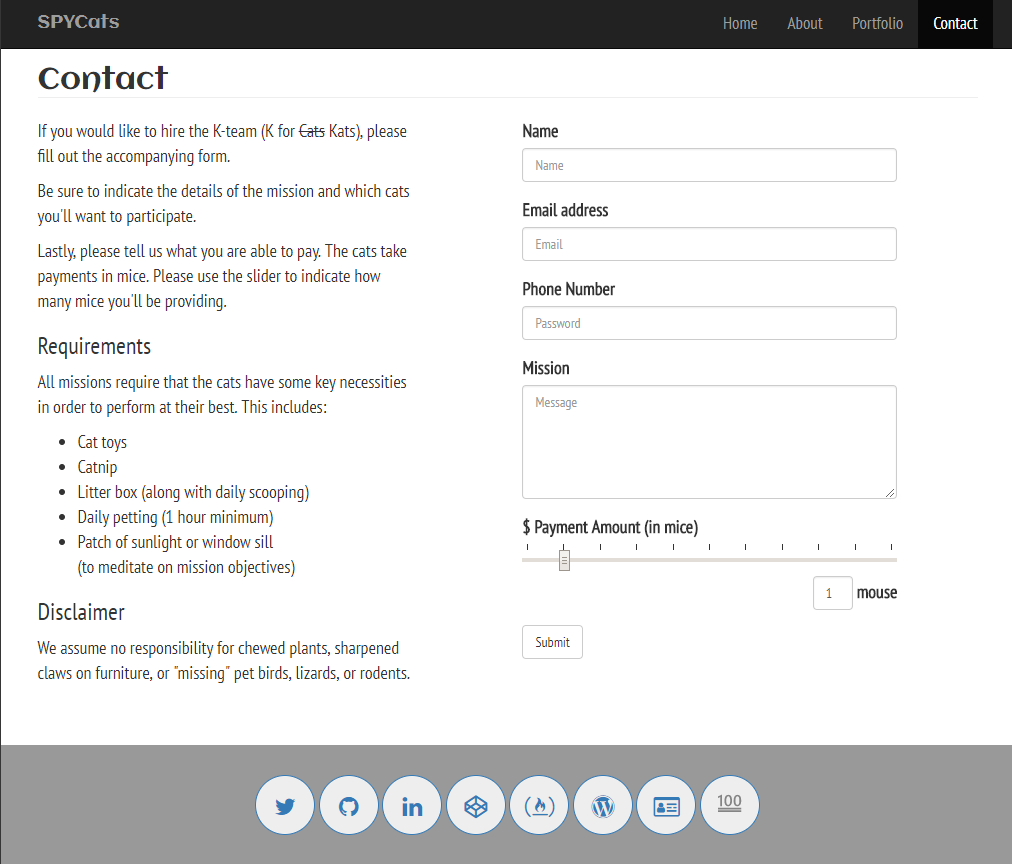 SPYCats
Home About Portfolio Contact
Contact
If you would like to hire the K-team (K for Cats Kats), please
fill out the accompanying form.
Be sure to indicate the details of the mission and which cats
you'll want to participate.
Lastly, please tell us what you are able to pay. The cats take
payments in mice. Please use the slider to indicate how
many mice you'll be providing.
Requirements
All missions require that the cats have some key necessities
in order to perform at their best. This includes:
• Cat toys
• Catnip
• Litter box (along with daily scooping)
• Daily petting (1 hour minimum)
• Patch of sunlight or window sill
(to meditate on mission objectives)
Disclaimer
We assume no responsibility for chewed plants, sharpened
claws on furniture, or "missing" pet birds, lizards, or rodents.
Name
Name
Email address
Email
Phone Number
Password
Mission
Message
$ Payment Amount (in mice)
1 mouse
Submit
in
W
100